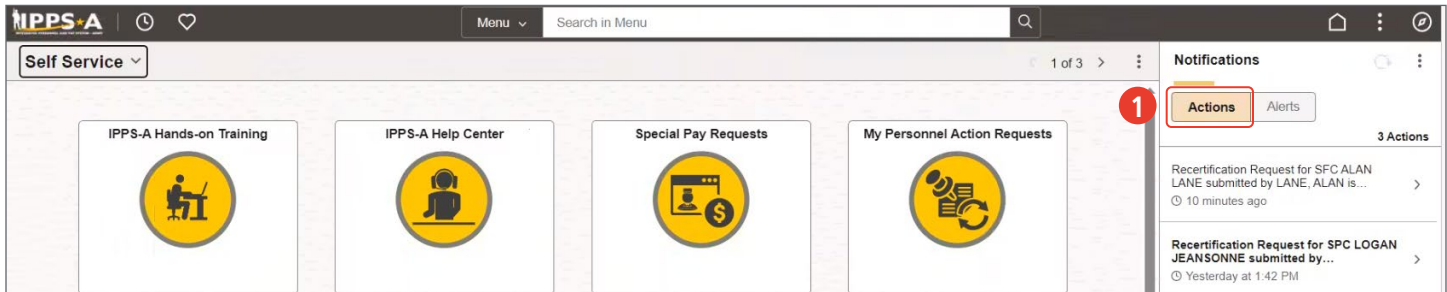 IPPS-A
Menu
Search in Menu
Self Service
1 of 3
Notifications
1
Actions
Alerts
3 Actions
IPPS-A Hands-on Training
IPPS-A Help Center
Special Pay Requests
My Personnel Action Requests
Recertification Request for SFC ALAN
LANE submitted by LANE, ALAN is...
10 minutes ago
Recertification Request for SPC LOGAN
JEANSONNE submitted by...
Yesterday at 1:42 PM